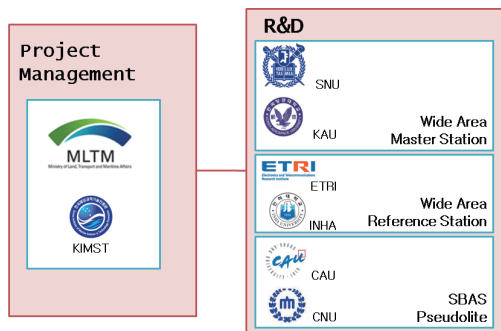 Project
Management
MLTM
Ministry of Land, Transport and Maritime Affairs
KIMST
R&D
SNU
KAU
Wide Area
Master Station
ETRI
Electronics and Telecommunications
Research Institute
ETRI
INHA
Wide Area
Reference Station
CAU
CAU
CNU
SBAS
Pseudolite